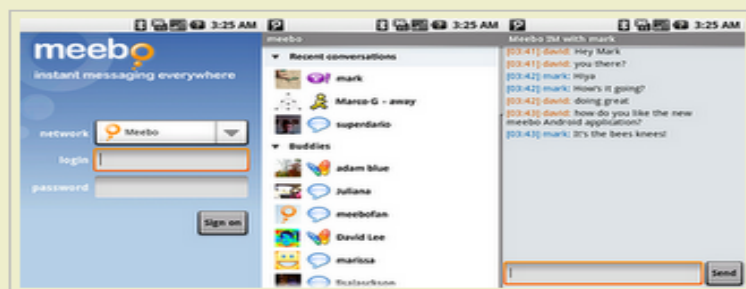 3:25 AM
meebo
instant messaging everywhere
network
Meebo
login
password
Sign on
3:25 AM
meebo
Recent conversations
mark
Marco G - away
superdario
Buddies
adam blue
Juliana
meebofan
David Lee
marissa
3:25 AM
Meebo IM with mark
[03:41] david: Hey Mark
[03:41] david: you there?
[03:42] mark: Hiya
[03:42] mark: How's it going?
[03:42] david: doing great
[03:43] david: how do you like the new
meebo Android application?
[03:43] mark: It's the bees knees!
Send